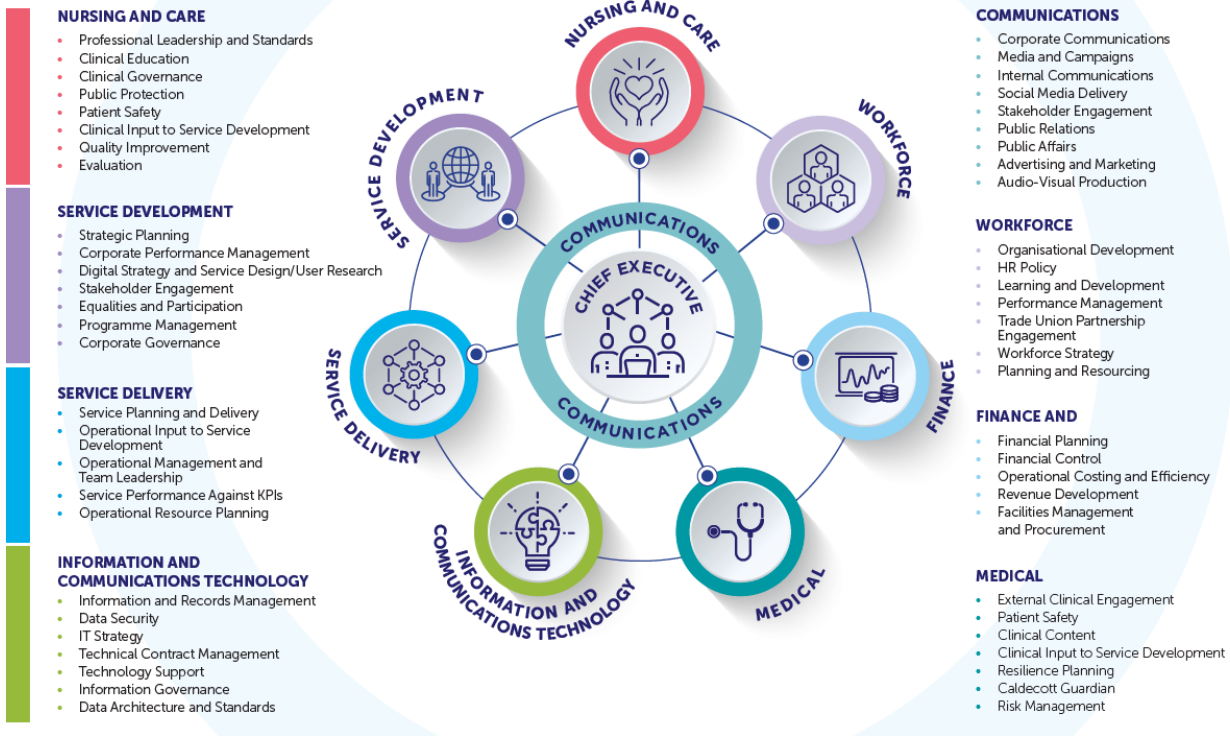 NURSING AND CARE
Professional Leadership and Standards
Clinical Education
Clinical Governance
Public Protection
Patient Safety
Clinical Input to Service Development
Quality Improvement
Evaluation
SERVICE DEVELOPMENT
Strategic Planning
Corporate Performance Management
Digital Strategy and Service Design/User Research
Stakeholder Engagement
Equalities and Participation
Programme Management
Corporate Governance
SERVICE DELIVERY
Service Planning and Delivery
Operational Input to Service
Development
Operational Management and
Team Leadership
Service Performance Against KPIs
Operational Resource Planning
INFORMATION AND
COMMUNICATIONS TECHNOLOGY
Information and Records Management
Data Security
IT Strategy
Technical Contract Management
Technology Support
Information Governance
Data Architecture and Standards
NURSING AND CARE
WORKFORCE
FINANCE
MEDICAL
INFORMATION AND
COMMUNICATIONS TECHNOLOGY
SERVICE DELIVERY
SERVICE DEVELOPMENT
COMMUNICATIONS
CHIEF EXECUTIVE
COMMUNICATIONS
COMMUNICATIONS
Corporate Communications
Media and Campaigns
Internal Communications
Social Media Delivery
Stakeholder Engagement
Public Relations
Public Affairs
Advertising and Marketing
Audio-Visual Production
WORKFORCE
Organisational Development
HR Policy
Learning and Development
Performance Management
Trade Union Partnership
Engagement
Workforce Strategy
Planning and Resourcing
FINANCE AND
Financial Planning
Financial Control
Operational Costing and Efficiency
Revenue Development
Facilities Management
and Procurement
MEDICAL
External Clinical Engagement
Patient Safety
Clinical Content
Clinical Input to Service Development
Resilience Planning
Caldecott Guardian
Risk Management